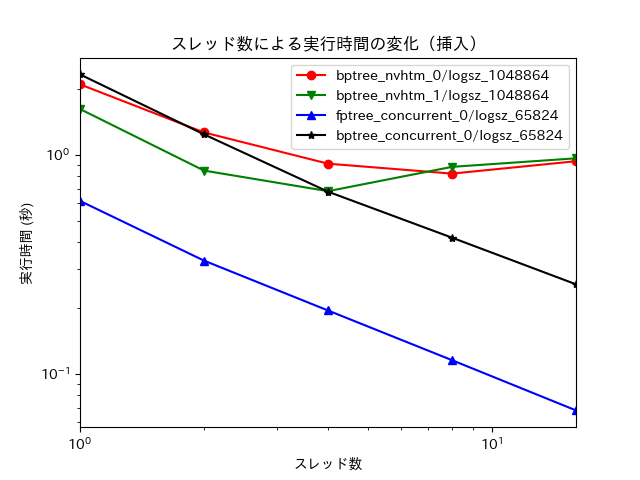 スレッド数による実行時間の変化（挿入）
bptree_nvhtm_0/logsz_1048864
bptree_nvhtm_1/logsz_1048864
fptree_concurrent_0/logsz_65824
bptree_concurrent_0/logsz_65824
実行時間 (秒)
10⁰
10⁻¹
10⁰
10¹
スレッド数